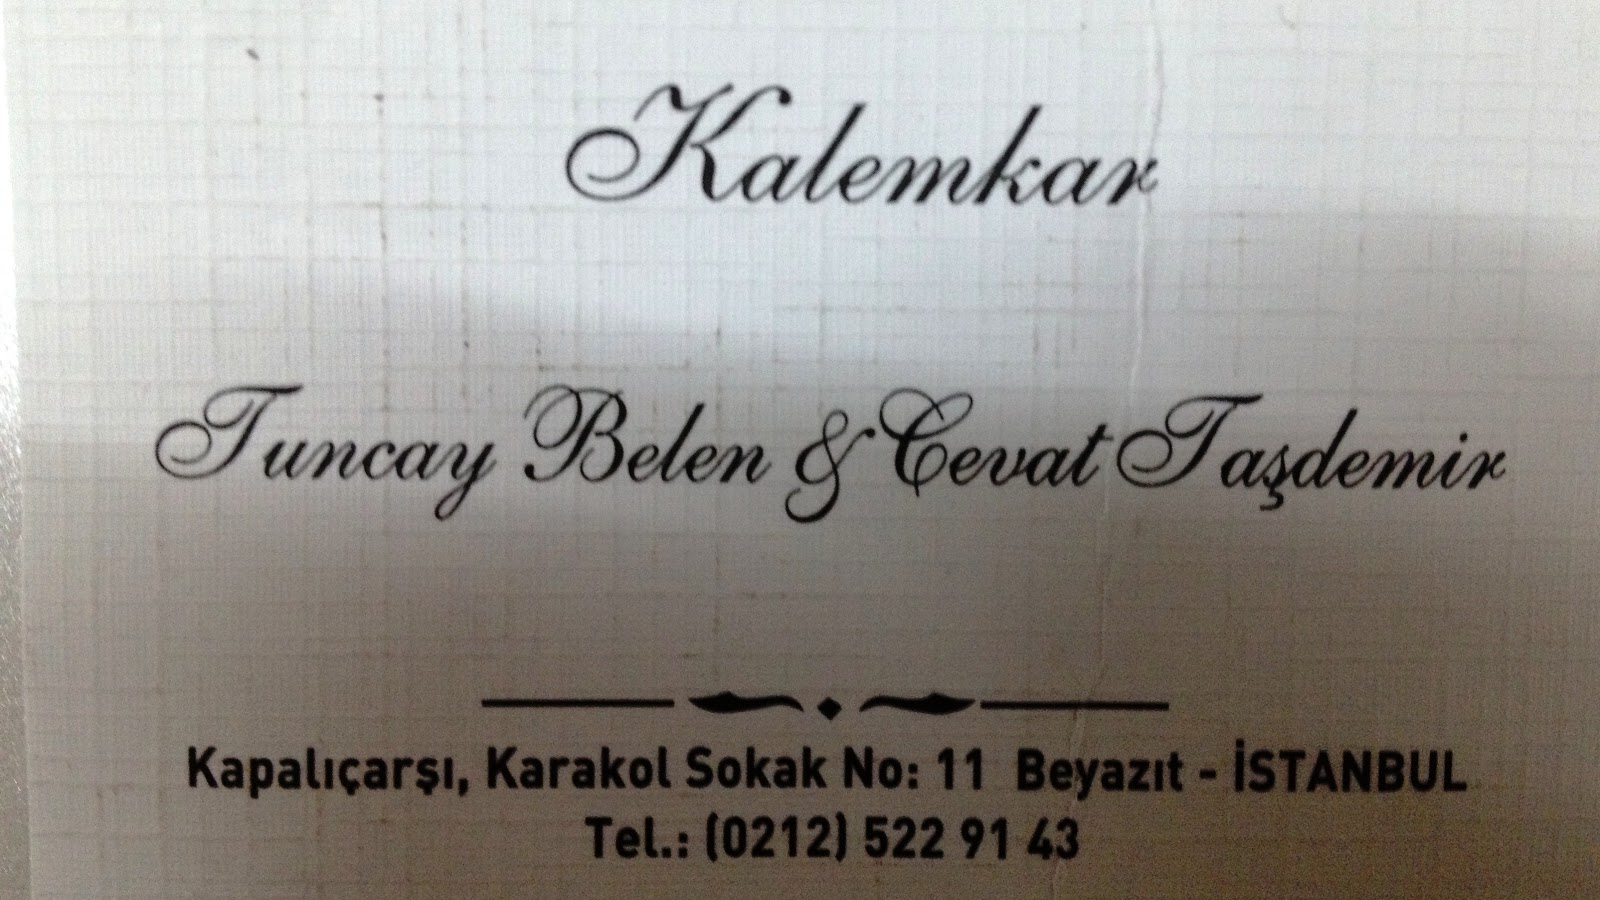 Kalemkar
Tuncay Belen & Cevat Taşdemir
Kapalıçarşı, Karakol Sokak No: 11 Beyazıt - İSTANBUL
Tel.: (0212) 522 91 43